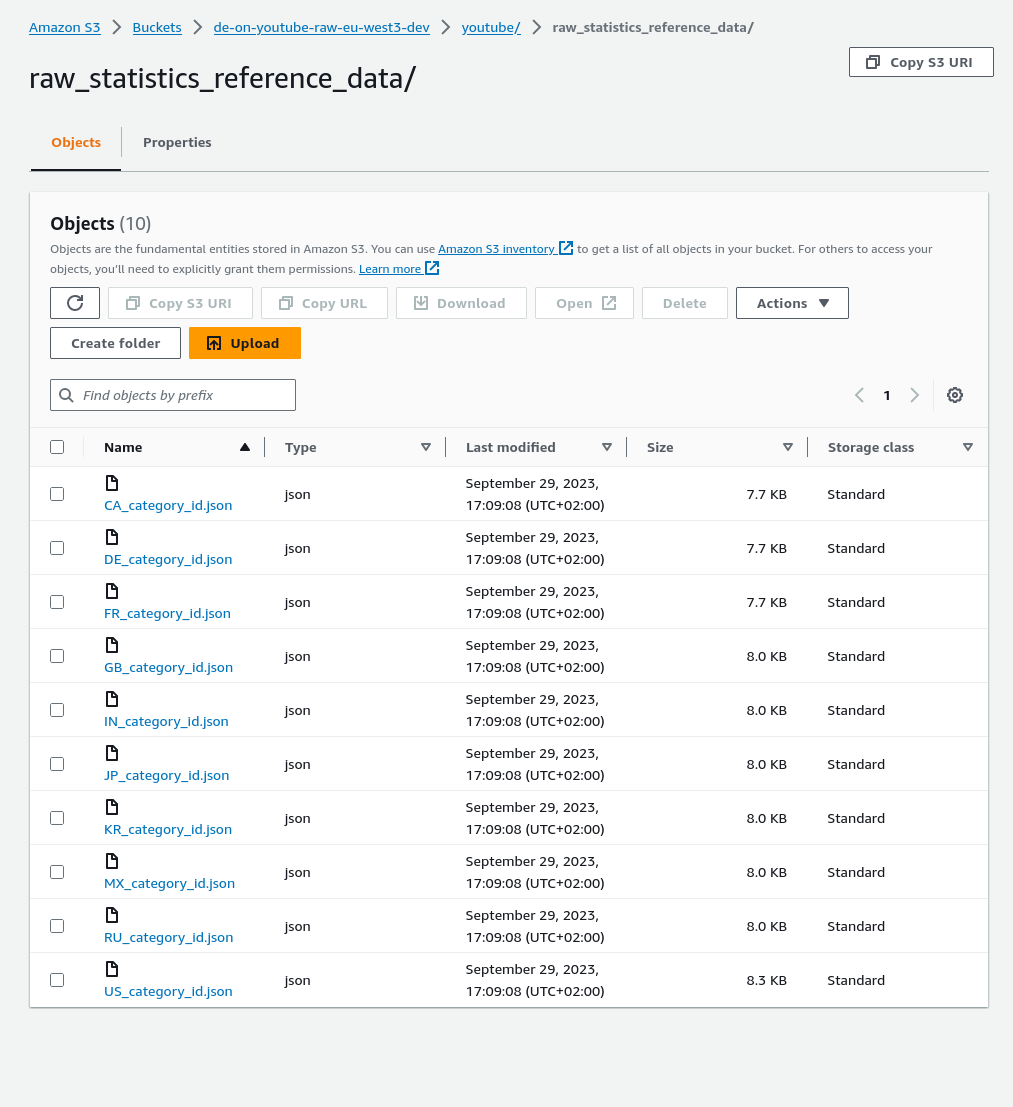 Amazon S3 > Buckets > de-on-youtube-raw-eu-west3-dev > youtube/ > raw_statistics_reference_data/
Copy S3 URI
raw_statistics_reference_data/
Objects Properties
Objects (10)
Objects are the fundamental entities stored in Amazon S3. You can use Amazon S3 inventory to get a list of all objects in your bucket. For others to access your
objects, you'll need to explicitly grant them permissions. Learn more
Copy S3 URI Copy URL Download Open Delete Actions
Create folder Upload
Find objects by prefix 1
Name Type Last modified Size Storage class
CA_category_id.json json September 29, 2023, 17:09:08 (UTC+02:00) 7.7 KB Standard
DE_category_id.json json September 29, 2023, 17:09:08 (UTC+02:00) 7.7 KB Standard
FR_category_id.json json September 29, 2023, 17:09:08 (UTC+02:00) 7.7 KB Standard
GB_category_id.json json September 29, 2023, 17:09:08 (UTC+02:00) 8.0 KB Standard
IN_category_id.json json September 29, 2023, 17:09:08 (UTC+02:00) 8.0 KB Standard
JP_category_id.json json September 29, 2023, 17:09:08 (UTC+02:00) 8.0 KB Standard
KR_category_id.json json September 29, 2023, 17:09:08 (UTC+02:00) 8.0 KB Standard
MX_category_id.json json September 29, 2023, 17:09:08 (UTC+02:00) 8.0 KB Standard
RU_category_id.json json September 29, 2023, 17:09:08 (UTC+02:00) 8.0 KB Standard
US_category_id.json json September 29, 2023, 17:09:08 (UTC+02:00) 8.3 KB Standard